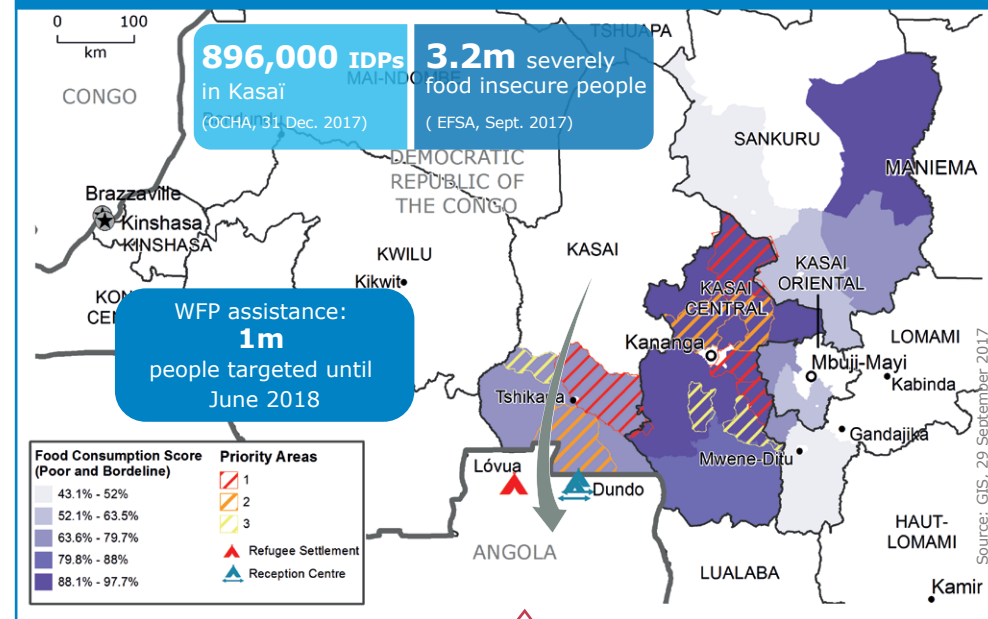 0 100
km
896,000 IDPs
in Kasaï
(OCHA, 31 Dec. 2017)
3.2m severely
food insecure people
( EFSA, Sept. 2017)
TSHUAPA
MAI-NDOMBE
CONGO
SANKURU
MANIEMA
DEMOCRATIC
REPUBLIC OF
THE CONGO
Brazzaville
Kinshasa
KINSHASA
KWILU
Kikwit
KASAI
KASAI
ORIENTAL
KASAI
CENTRAL
WFP assistance:
1m
people targeted until
June 2018
Kananga
LOMAMI
Mbuji-Mayi
Kabinda
Tshikapa
Gandajika
Mwene-Ditu
Lóvua
Dundo
ANGOLA
HAUT-
LOMAMI
LUALABA
Kamin
Food Consumption Score
(Poor and Bordeline)
43.1% - 52%
52.1% - 63.5%
63.6% - 79.7%
79.8% - 88%
88.1% - 97.7%
Priority Areas
1
2
3
Refugee Settlement
Reception Centre
Source: GIS, 29 September 2017